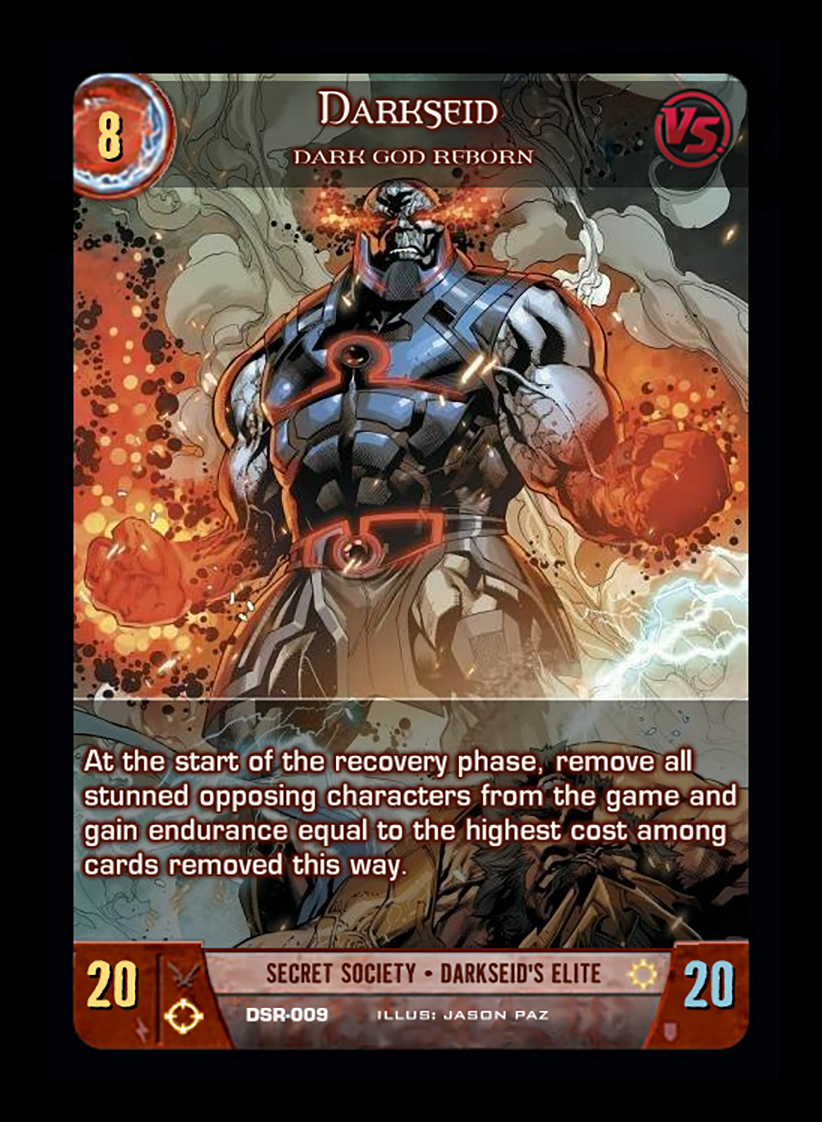 8
Darkseid
VS.
DARK GOD REBORN
At the start of the recovery phase, remove all
stunned opposing characters from the game and
gain endurance equal to the highest cost among
cards removed this way.
20
SECRET SOCIETY • DARKSEID'S ELITE
20
DSR-009 ILLUS: JASON PAZ